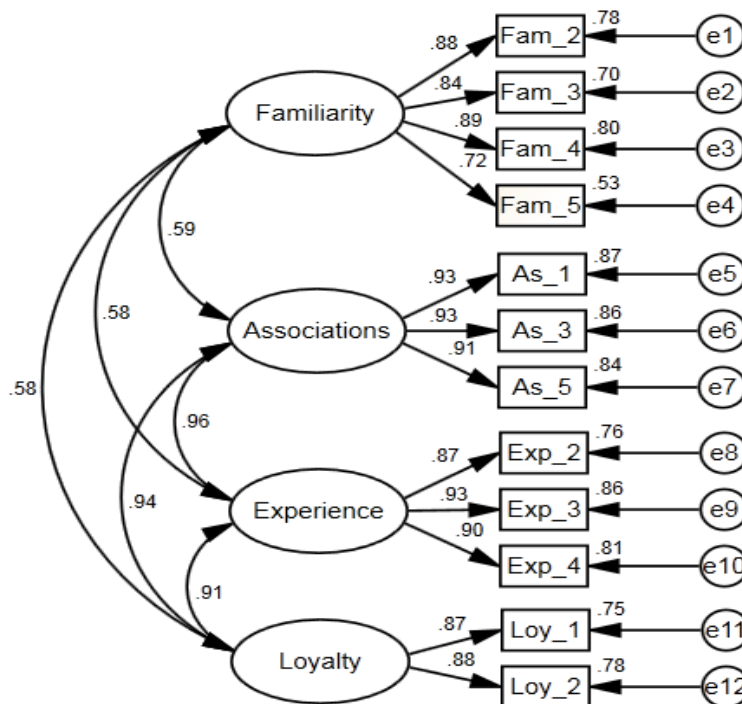 .88 Fam_2 .78 e1
Familiarity .84 Fam_3 .70 e2
.89 Fam_4 .80 e3
.72 Fam_5 .53 e4
.59
.93 As_1 .87 e5
.58 Associations .93 As_3 .86 e6
.91 As_5 .84 e7
.58
.96
.87 Exp_2 .76 e8
.94 Experience .93 Exp_3 .86 e9
.90 Exp_4 .81 e10
.91
.87 Loy_1 .75 e11
Loyalty .88 Loy_2 .78 e12